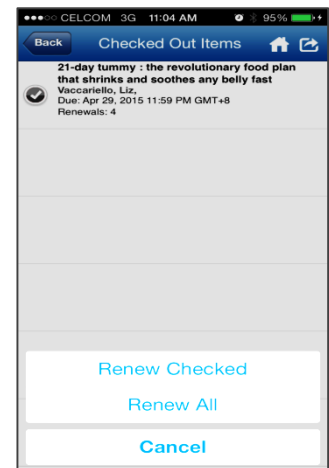 CELCOM 3G 11:04 AM 95%
Back Checked Out Items
21-day tummy : the revolutionary food plan
that shrinks and soothes any belly fast
Vaccariello, Liz,
Due: Apr 29, 2015 11:59 PM GMT+8
Renewals: 4
Renew Checked
Renew All
Cancel